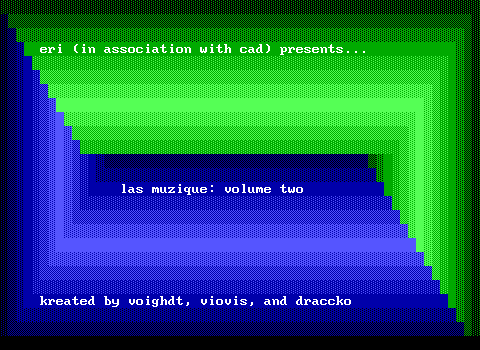 eri (in association with cad) presents...
las muzique: volume two
kreated by voighdt, viovis, and draccko